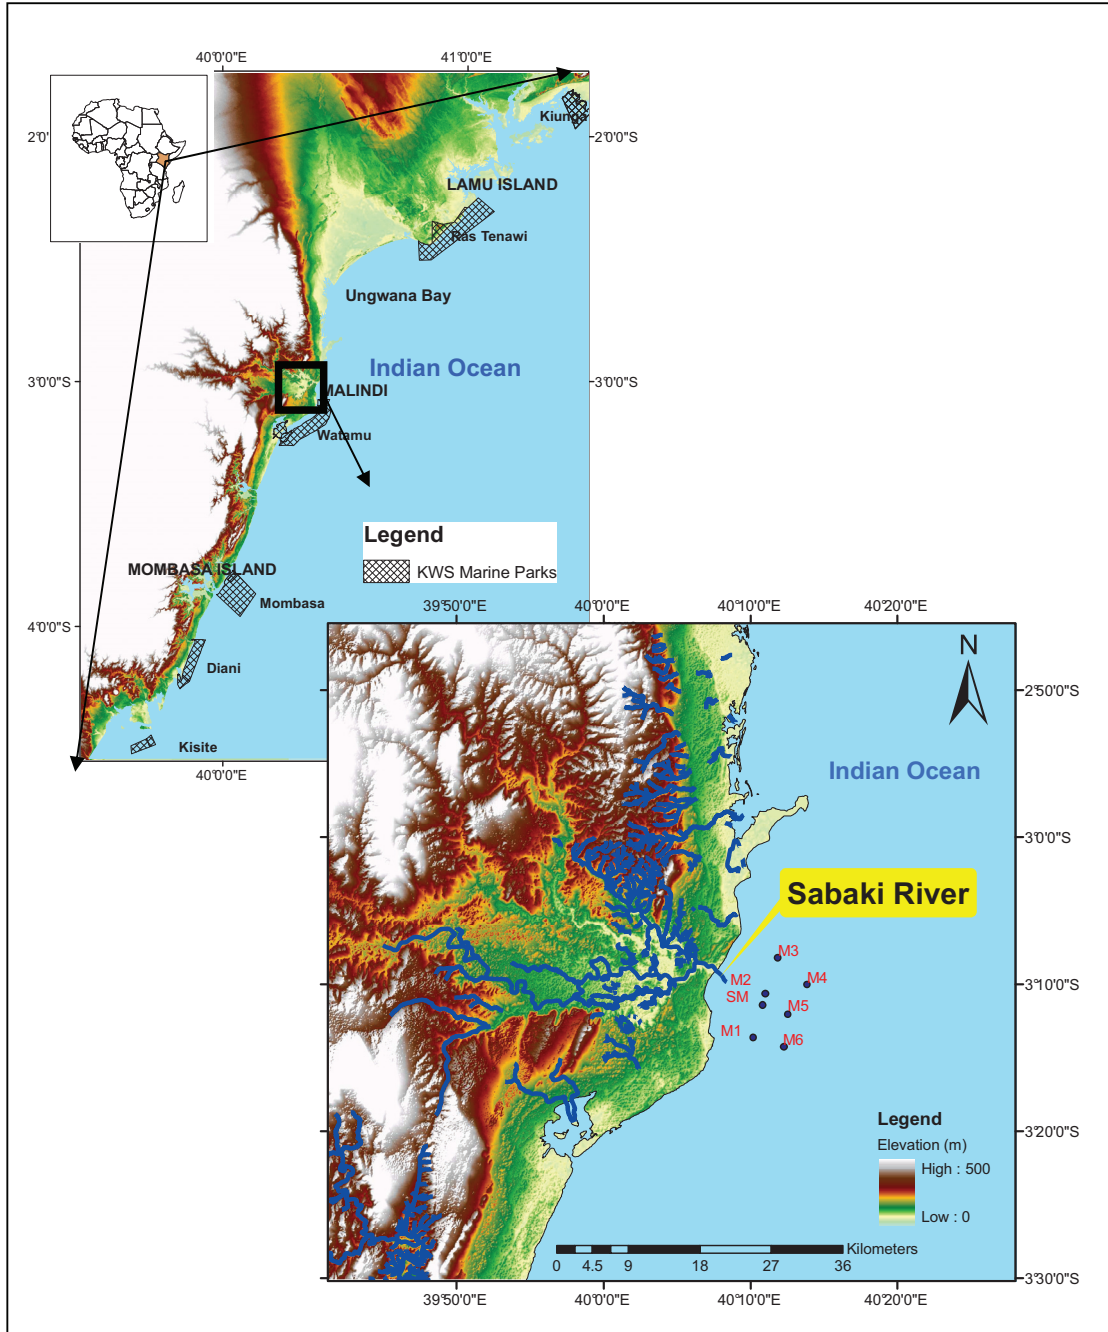 40°0'0"E
41°0'0"E
2°0'0"S
Kiunga
LAMU ISLAND
Ras Tenawi
Ungwana Bay
Indian Ocean
3°0'0"S
3°0'0"S
MALINDI
Watamu
Legend
KWS Marine Parks
MOMBASA ISLAND
Mombasa
4°0'0"S
Diani
Kisite
40°0'0"E
39°50'0"E
40°0'0"E
40°10'0"E
40°20'0"E
N
2°50'0"S
Indian Ocean
3°0'0"S
Sabaki River
M3
M2
M4
3°10'0"S
SM
M5
M1
M6
Legend
Elevation (m)
High : 500
Low : 0
3°20'0"S
Kilometers
0 4.5 9 18 27 36
3°30'0"S
39°50'0"E
40°0'0"E
40°10'0"E
40°20'0"E